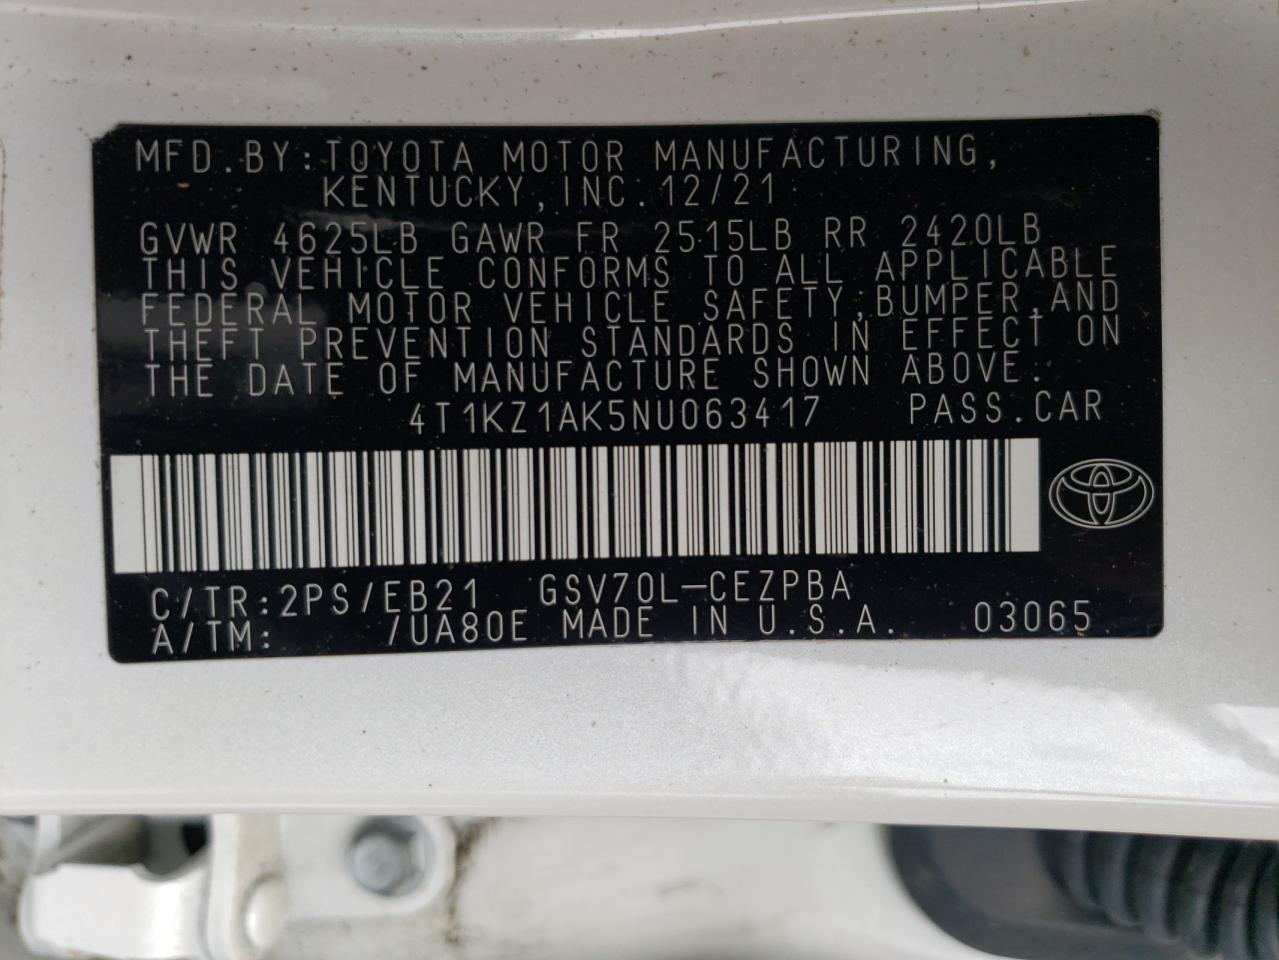 MFD.BY:TOYOTA MOTOR MANUFACTURING,
KENTUCKY,INC.12/21
GVWR 4625LB GAWR FR 2515LB RR 2420LB
THIS VEHICLE CONFORMS TO ALL APPLICABLE
FEDERAL MOTOR VEHICLE SAFETY,BUMPER,AND
THEFT PREVENTION STANDARDS IN EFFECT ON
THE DATE OF MANUFACTURE SHOWN ABOVE.
4T1KZ1AK5NU063417 PASS.CAR
C/TR:2PS/EB21 GSV70L-CEZPBA
A/TM: /UA80E MADE IN U.S.A. 03065